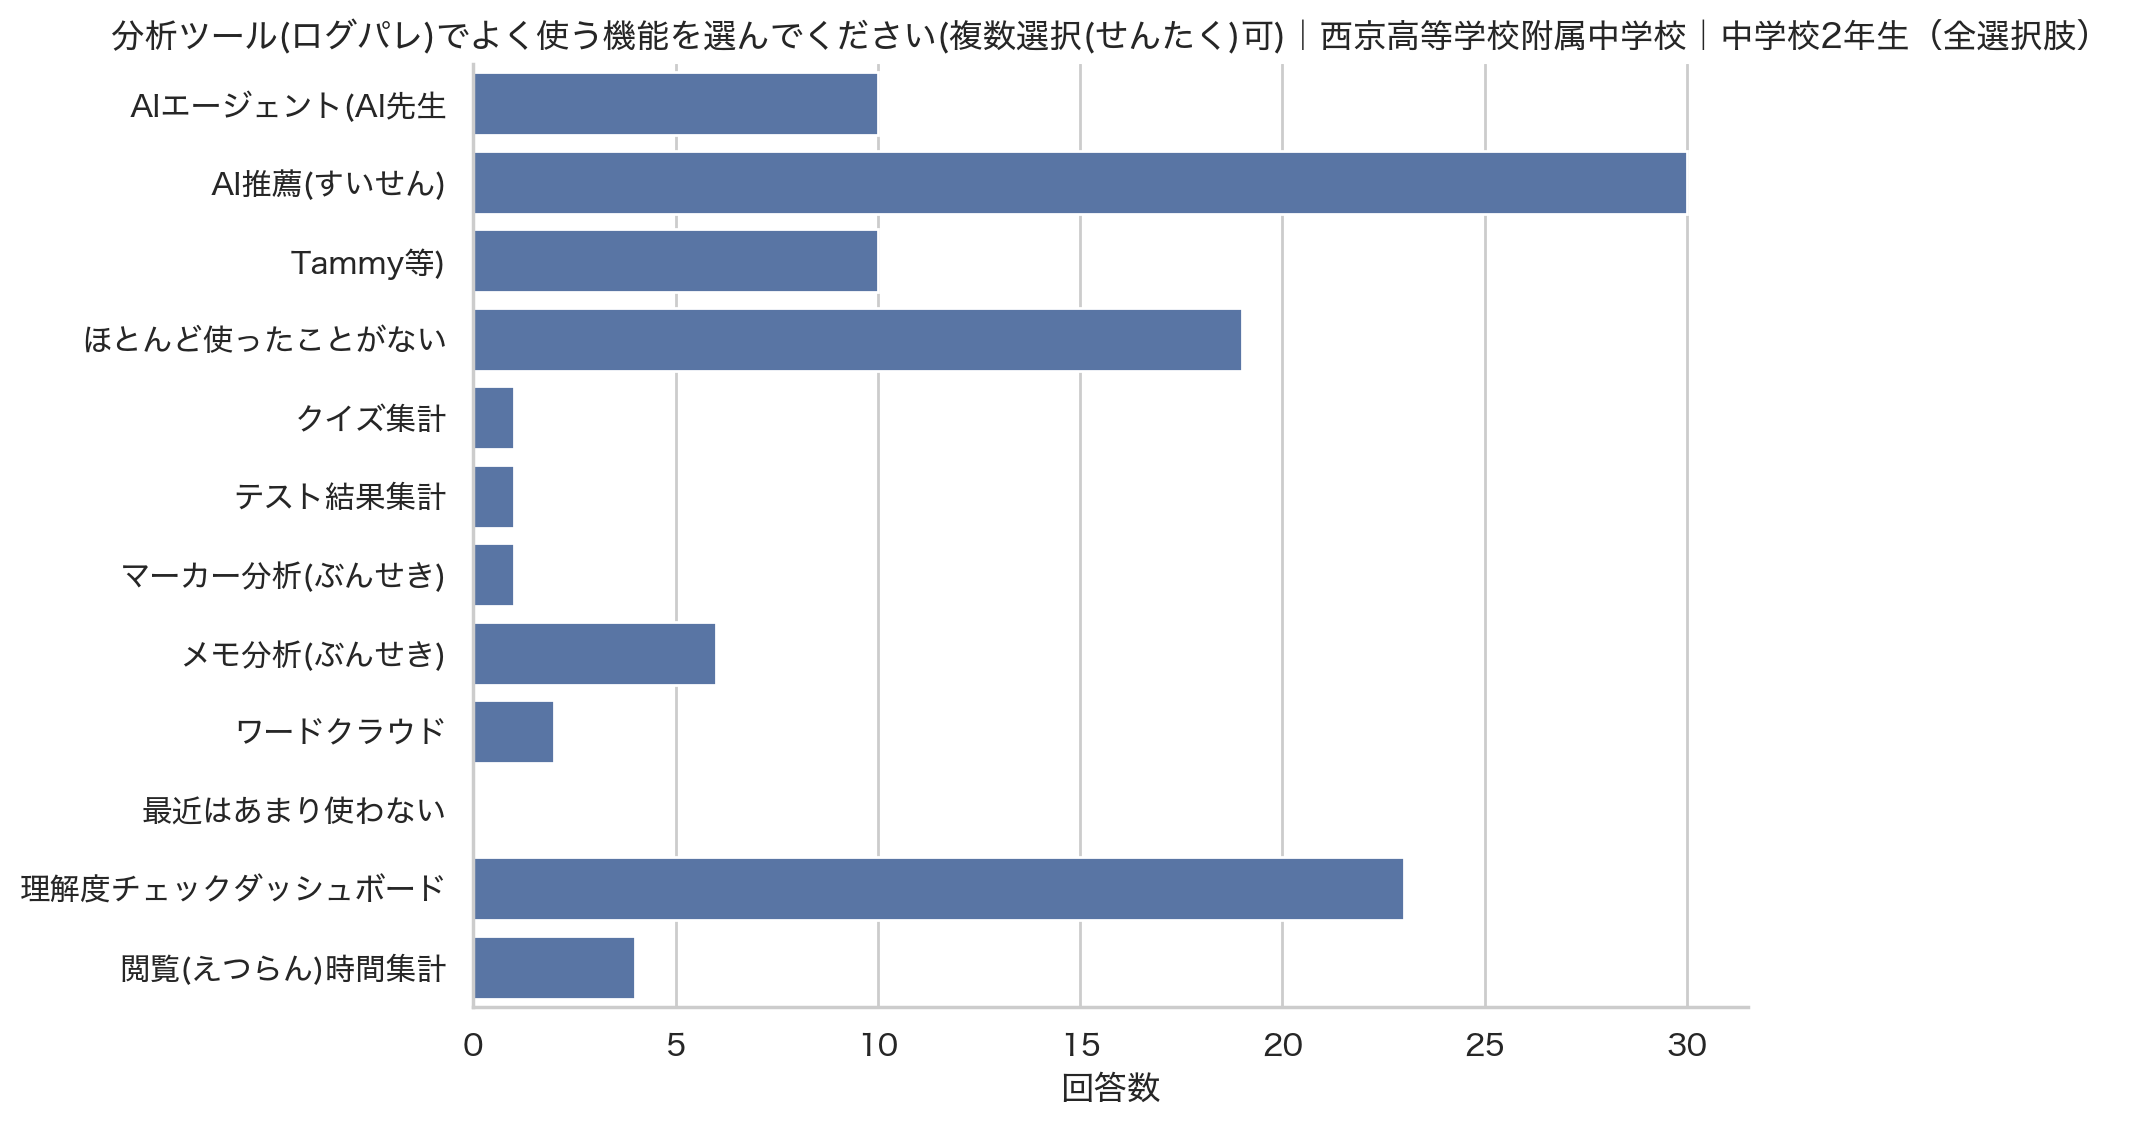 分析ツール(ログパレ)でよく使う機能を選んでください(複数選択(せんたく)可)｜西京高等学校附属中学校｜中学校2年生（全選択肢）
AIエージェント(AI先生
AI推薦(すいせん)
Tammy等)
ほとんど使ったことがない
クイズ集計
テスト結果集計
マーカー分析(ぶんせき)
メモ分析(ぶんせき)
ワードクラウド
最近はあまり使わない
理解度チェックダッシュボード
閲覧(えつらん)時間集計
0 5 10 15 20 25 30
回答数